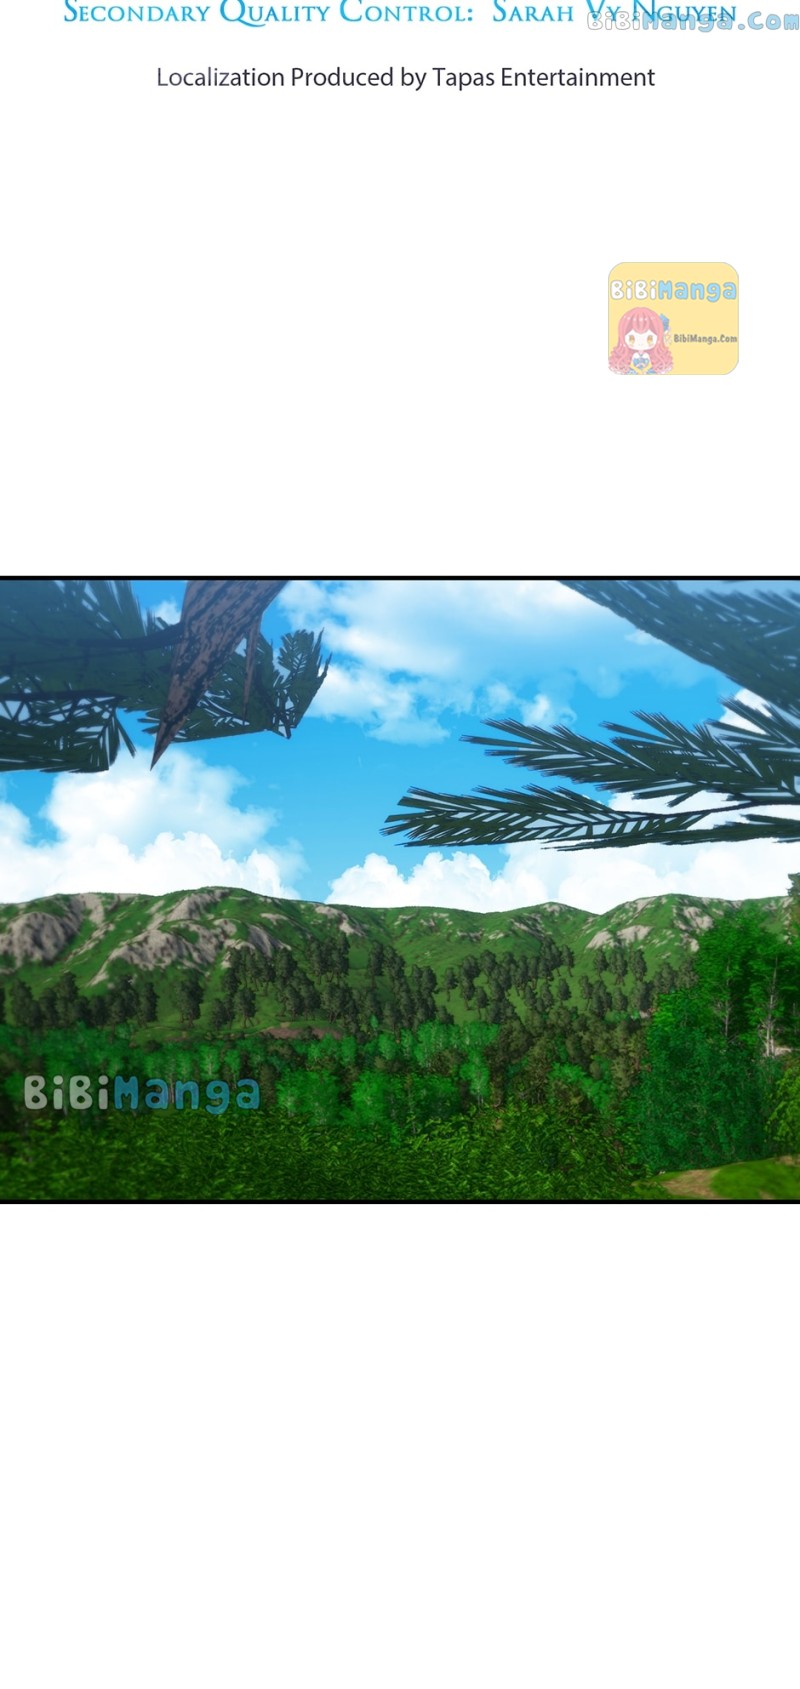 SECONDARY QUALITY CONTROL: SARAH VY NGUYEN
BiBiManga.Com
Localization Produced by Tapas Entertainment
BiBiManga
BibiManga.Com
BiBiManga